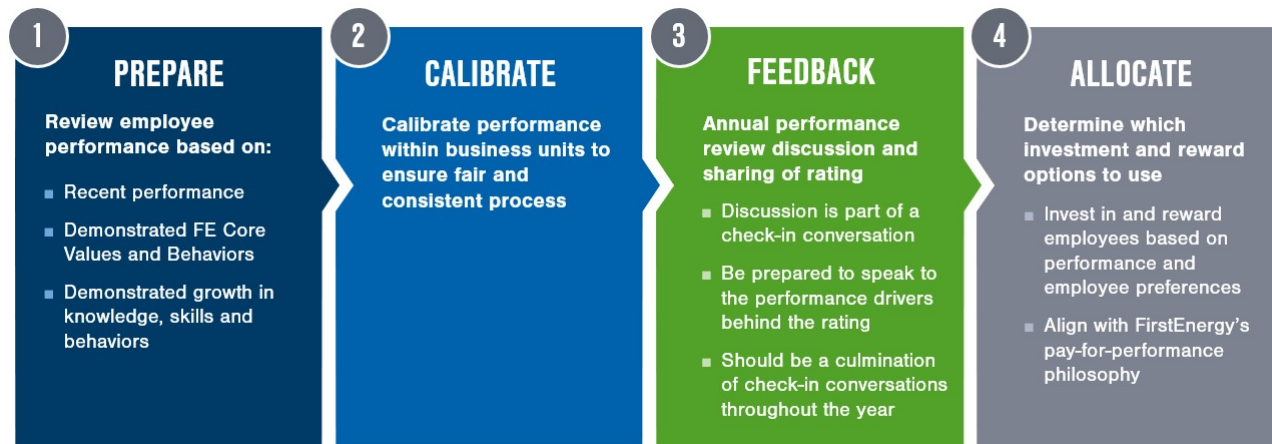 1
PREPARE
Review employee
performance based on:
Recent performance
Demonstrated FE Core
Values and Behaviors
Demonstrated growth in
knowledge, skills and
behaviors
2
CALIBRATE
Calibrate performance
within business units to
ensure fair and
consistent process
3
FEEDBACK
Annual performance
review discussion and
sharing of rating
Discussion is part of a
check-in conversation
Be prepared to speak to
the performance drivers
behind the rating
Should be a culmination
of check-in conversations
throughout the year
4
ALLOCATE
Determine which
investment and reward
options to use
Invest in and reward
employees based on
performance and
employee preferences
Align with FirstEnergy’s
pay-for-performance
philosophy